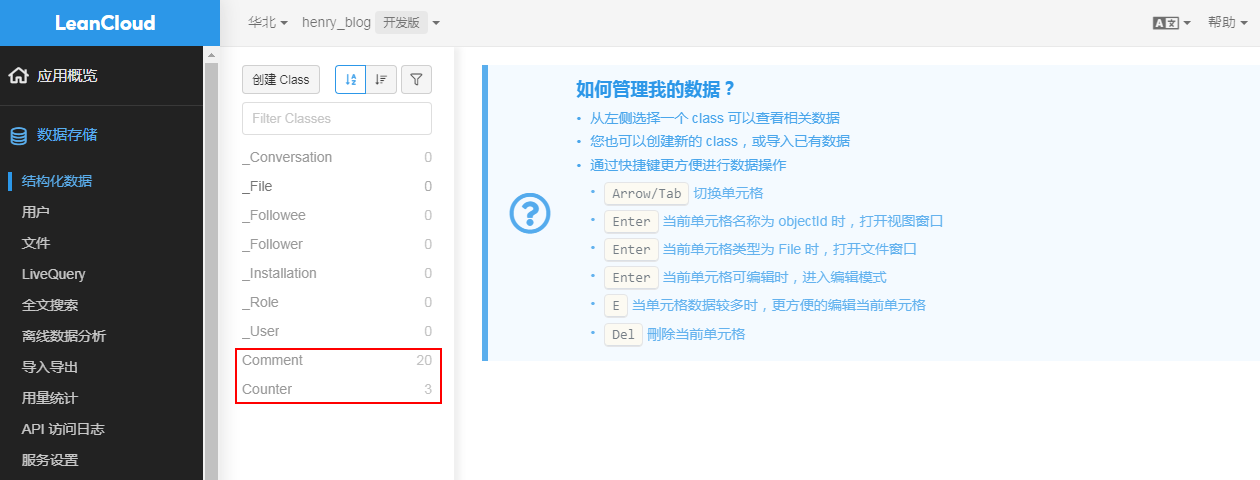 LeanCloud
华北 henry_blog 开发版
帮助
应用概览
数据存储
结构化数据
用户
文件
LiveQuery
全文搜索
离线数据分析
导入导出
用量统计
API 访问日志
服务设置
创建 Class
Filter Classes
_Conversation 0
_File 0
_Followee 0
_Follower 0
_Installation 0
_Role 0
_User 0
Comment 20
Counter 3
如何管理我的数据？
• 从左侧选择一个 class 可以查看相关数据
• 您也可以创建新的 class，或导入已有数据
• 通过快捷键更方便进行数据操作
• Arrow/Tab 切换单元格
• Enter 当前单元格名称为 objectId 时，打开视图窗口
• Enter 当前单元格类型为 File 时，打开文件窗口
• Enter 当前单元格可编辑时，进入编辑模式
• E 当单元格数据较多时，更方便的编辑当前单元格
• Del 刪除当前单元格